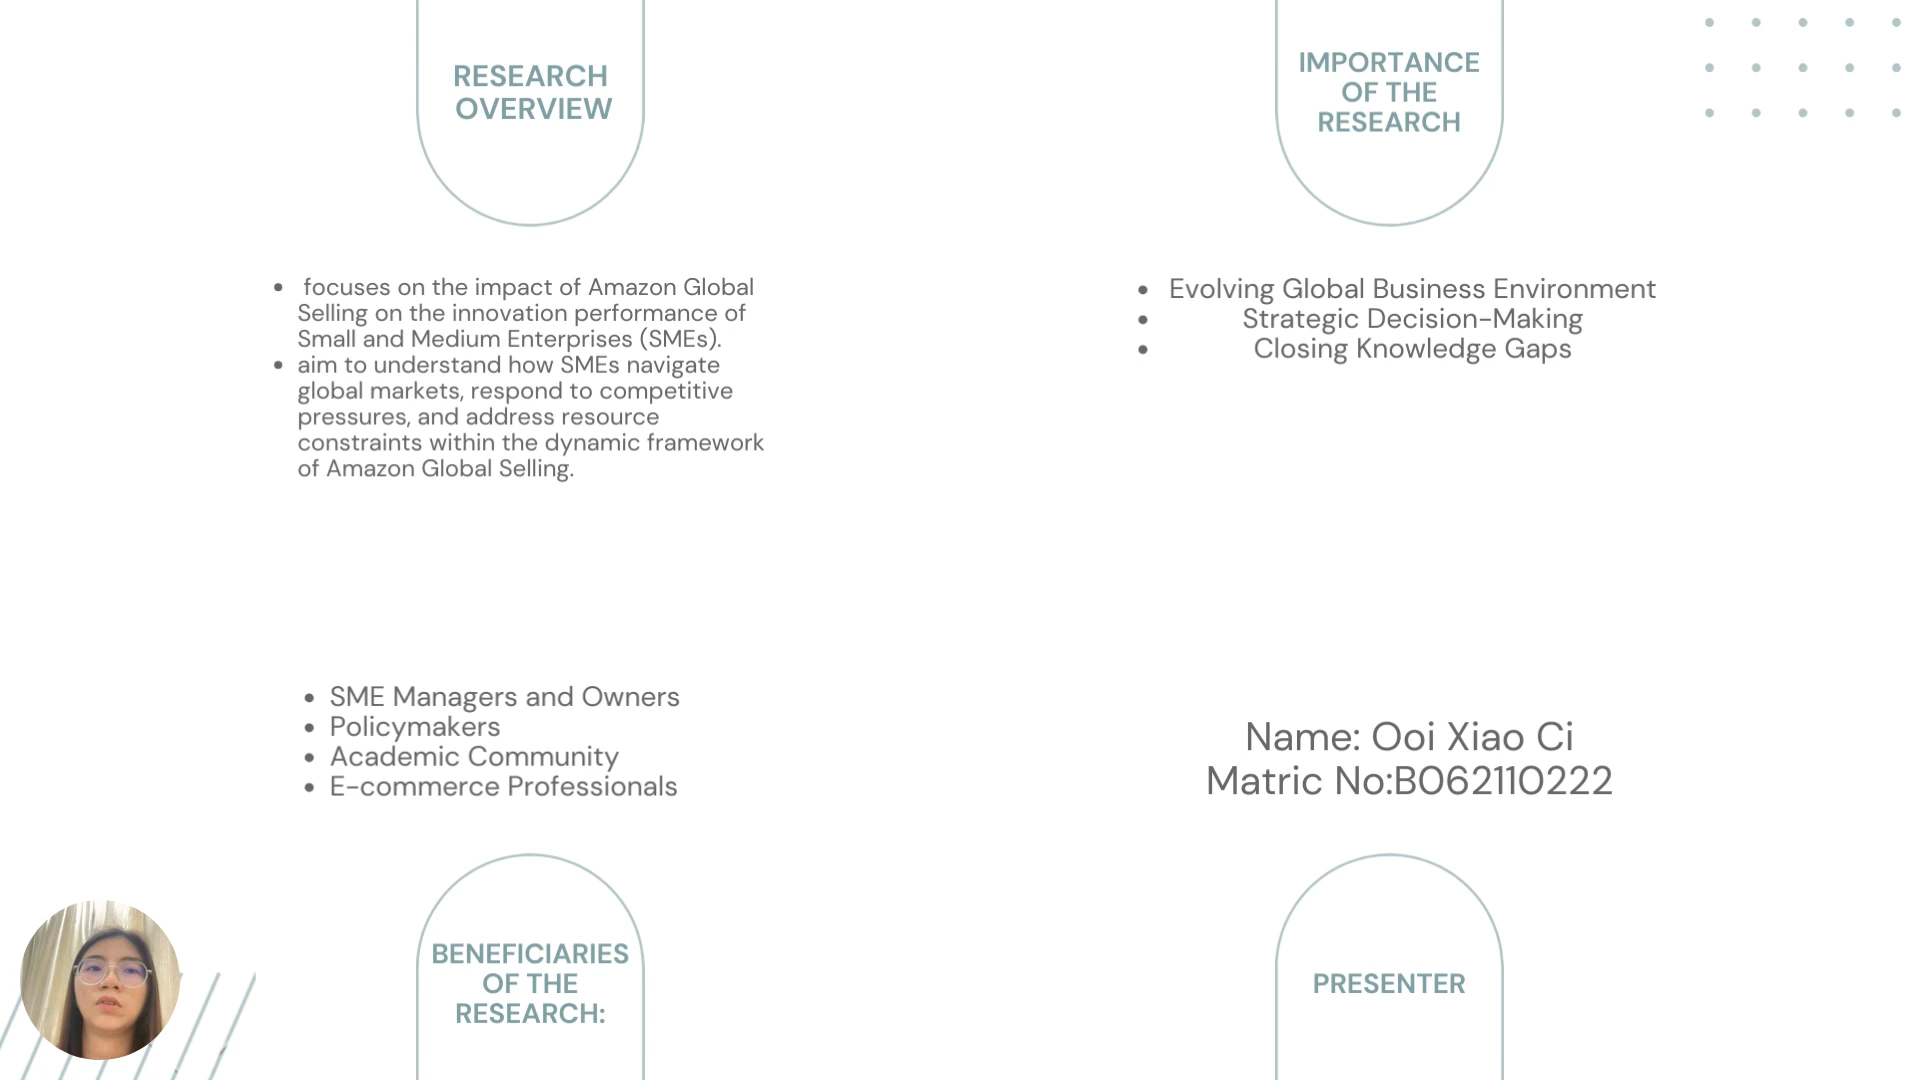 RESEARCH
OVERVIEW
focuses on the impact of Amazon Global
Selling on the innovation performance of
Small and Medium Enterprises (SMEs).
aim to understand how SMEs navigate
global markets, respond to competitive
pressures, and address resource
constraints within the dynamic framework
of Amazon Global Selling.
IMPORTANCE
OF THE
RESEARCH
Evolving Global Business Environment
Strategic Decision-Making
Closing Knowledge Gaps
SME Managers and Owners
Policymakers
Academic Community
E-commerce Professionals
BENEFICIARIES
OF THE
RESEARCH:
Name: Ooi Xiao Ci
Matric No:B062110222
PRESENTER